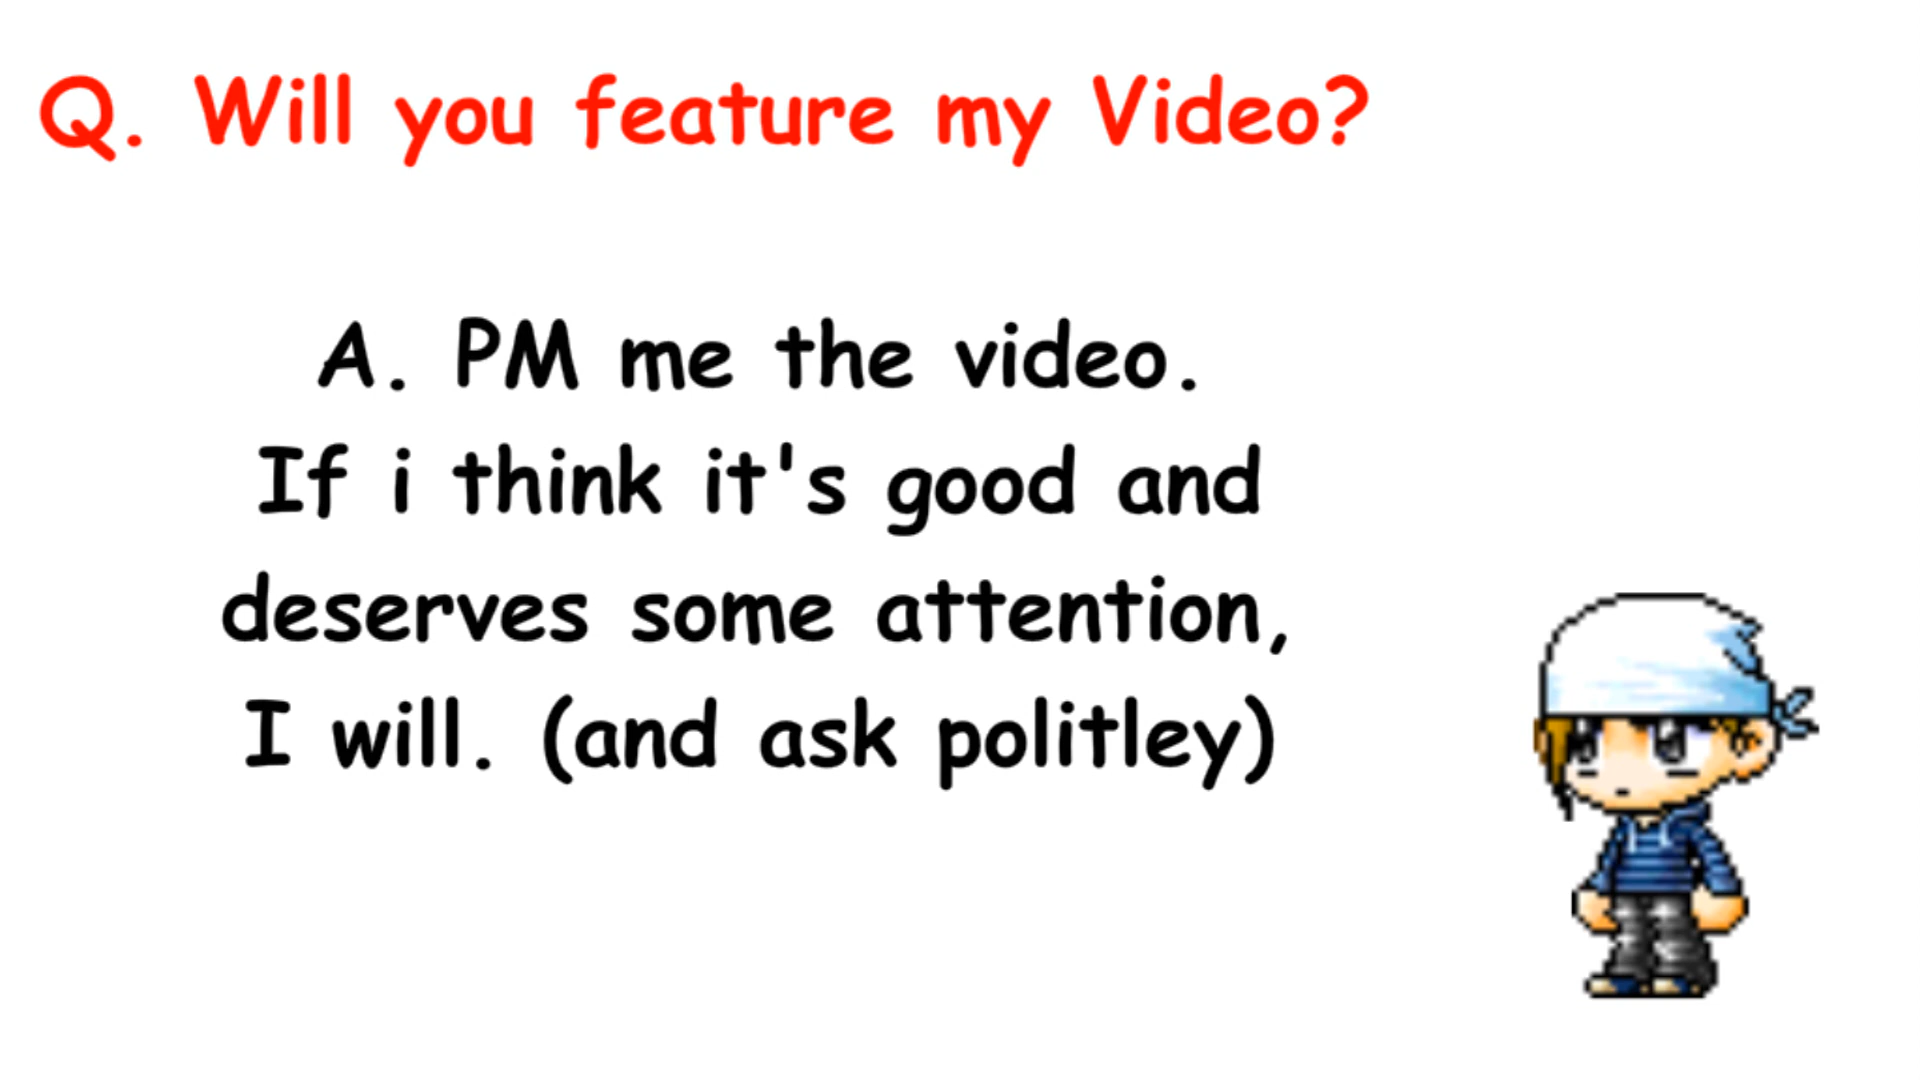 Q. Will you feature my Video?
A. PM me the video.
If i think it's good and
deserves some attention,
I will. (and ask politley)